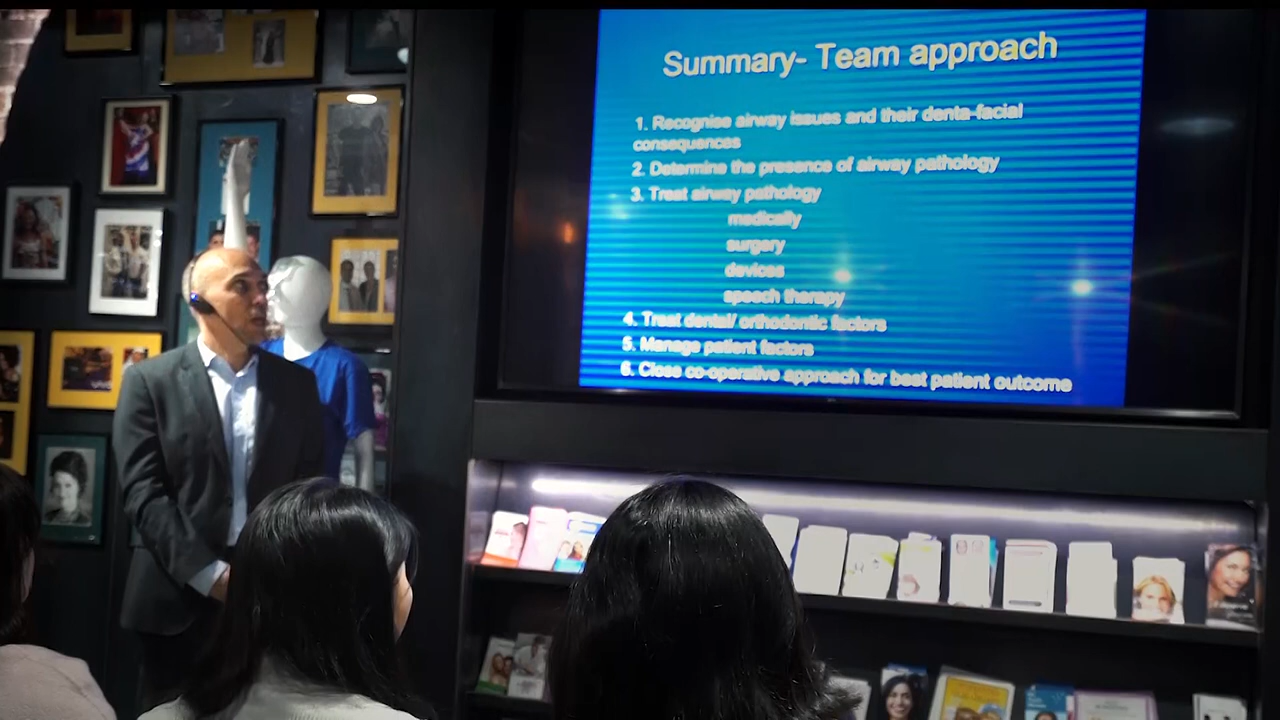 Summary- Team approach
1. Recognise airway issues and their denta-facial
consequences
2. Determine the presence of airway pathology
3. Treat airway pathology
medically
surgery
devices
speech therapy
4. Treat dental/ orthodontic factors
5. Manage patient factors
6. Close co-operative approach for best patient outcome